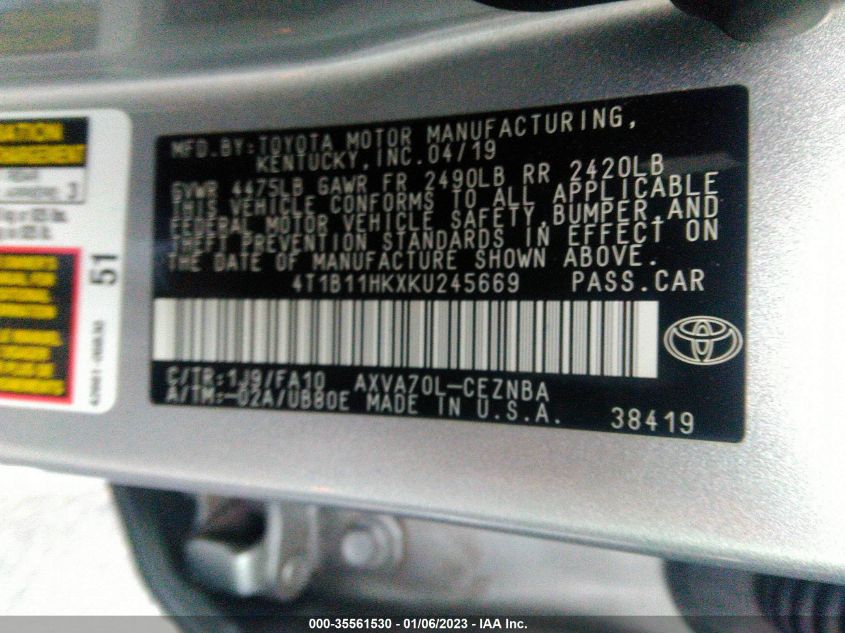 MFD.BY:TOYOTA MOTOR MANUFACTURING,
KENTUCKY,INC.04/19
GVWR 4475LB GAWR FR 2490LB RR 2420LB
THIS VEHICLE CONFORMS TO ALL APPLICABLE
FEDERAL MOTOR VEHICLE SAFETY,BUMPER,AND
THEFT PREVENTION STANDARDS IN EFFECT ON
THE DATE OF MANUFACTURE SHOWN ABOVE.
4T1B11HKXKU245669 PASS.CAR
C/TR:1J9/FA10 AXVA70L-CEZNBA
A/TM:-02A/UB80E MADE IN U.S.A. 38419
51
000-35561530 - 01/06/2023 - IAA Inc.